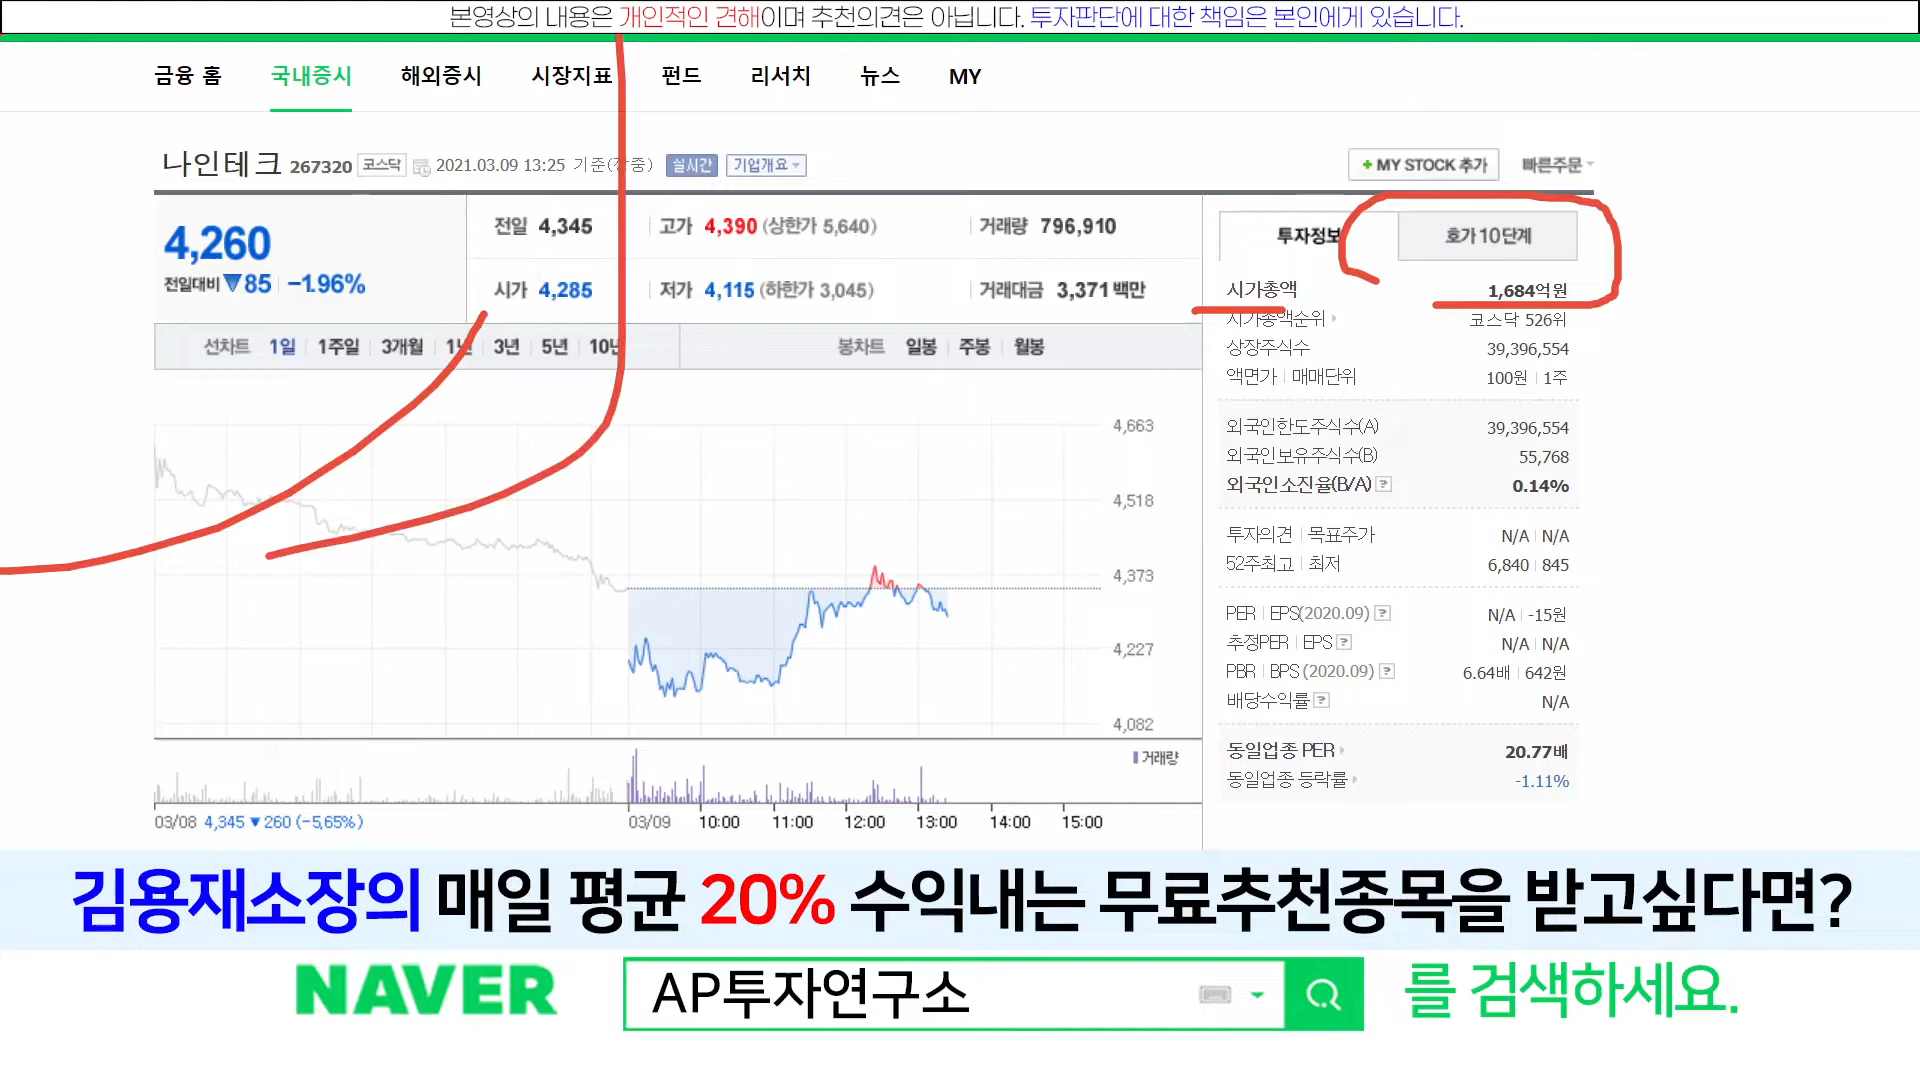 본영상의 내용은 개인적인 견해이며 추천의견은 아닙니다. 투자판단에 대한 책임은 본인에게 있습니다.
금융 홈 국내증시 해외증시 시장지표 펀드 리서치 뉴스 MY
나인테크 267320 코스닥 2021.03.09 13:25 기준(장중) 실시간 기업개요
+ MY STOCK 추가 빠른주문
4,260
전일대비 ▼85 -1.96%
전일 4,345 고가 4,390 (상한가 5,640) 거래량 796,910
시가 4,285 저가 4,115 (하한가 3,045) 거래대금 3,371 백만
선차트 1일 1주일 3개월 1년 3년 5년 10년 봉차트 일봉 주봉 월봉
4,663
4,518
4,373
4,227
4,082
거래량
03/08 4,345 ▼260 (-5,65%) 03/09 10:00 11:00 12:00 13:00 14:00 15:00
투자정보 호가 10단계
시가총액 1,684억원
시가총액순위 코스닥 526위
상장주식수 39,396,554
액면가 매매단위 100원 1주
외국인한도주식수(A) 39,396,554
외국인보유주식수(B) 55,768
외국인소진율(B/A) ? 0.14%
투자의견 목표주가 N/A N/A
52주최고 최저 6,840 845
PER EPS(2020.09) ? N/A -15원
추정PER EPS ? N/A N/A
PBR BPS (2020.09) ? 6.64배 642원
배당수익률 ? N/A
동일업종 PER 20.77배
동일업종 등락률 -1.11%
김용재소장의 매일 평균 20% 수익내는 무료추천종목을 받고싶다면?
NAVER AP투자연구소 를 검색하세요.